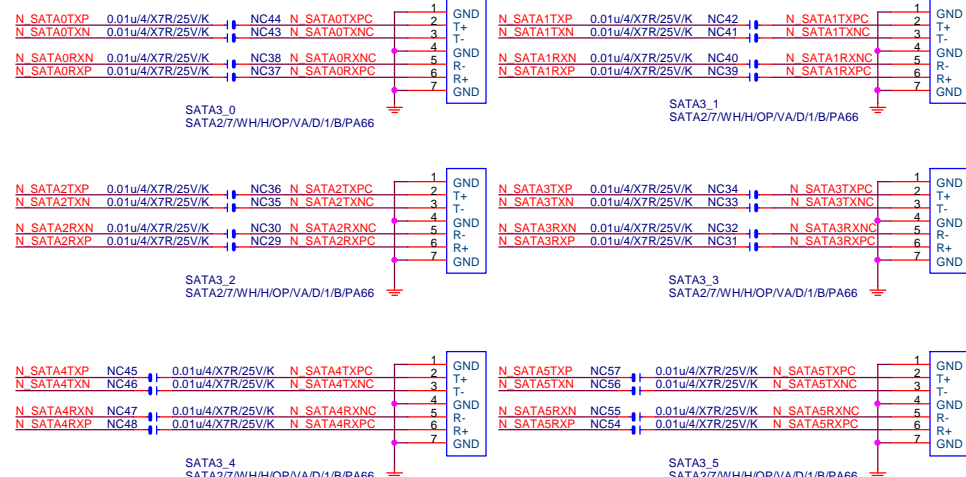 1 GND
N_SATA0TXP 0.01u/4/X7R/25V/K NC44 N_SATA0TXPC 2 T+
N_SATA0TXN 0.01u/4/X7R/25V/K NC43 N_SATA0TXNC 3 T-
4 GND
N_SATA0RXN 0.01u/4/X7R/25V/K NC38 N_SATA0RXNC 5 R-
N_SATA0RXP 0.01u/4/X7R/25V/K NC37 N_SATA0RXPC 6 R+
7 GND
SATA3_0
SATA2/7/WH/H/OP/VA/D/1/B/PA66
1 GND
N_SATA1TXP 0.01u/4/X7R/25V/K NC42 N_SATA1TXPC 2 T+
N_SATA1TXN 0.01u/4/X7R/25V/K NC41 N_SATA1TXNC 3 T-
4 GND
N_SATA1RXN 0.01u/4/X7R/25V/K NC40 N_SATA1RXNC 5 R-
N_SATA1RXP 0.01u/4/X7R/25V/K NC39 N_SATA1RXPC 6 R+
7 GND
SATA3_1
SATA2/7/WH/H/OP/VA/D/1/B/PA66
1 GND
N_SATA2TXP 0.01u/4/X7R/25V/K NC36 N_SATA2TXPC 2 T+
N_SATA2TXN 0.01u/4/X7R/25V/K NC35 N_SATA2TXNC 3 T-
4 GND
N_SATA2RXN 0.01u/4/X7R/25V/K NC30 N_SATA2RXNC 5 R-
N_SATA2RXP 0.01u/4/X7R/25V/K NC29 N_SATA2RXPC 6 R+
7 GND
SATA3_2
SATA2/7/WH/H/OP/VA/D/1/B/PA66
1 GND
N_SATA3TXP 0.01u/4/X7R/25V/K NC34 N_SATA3TXPC 2 T+
N_SATA3TXN 0.01u/4/X7R/25V/K NC33 N_SATA3TXNC 3 T-
4 GND
N_SATA3RXN 0.01u/4/X7R/25V/K NC32 N_SATA3RXNC 5 R-
N_SATA3RXP 0.01u/4/X7R/25V/K NC31 N_SATA3RXPC 6 R+
7 GND
SATA3_3
SATA2/7/WH/H/OP/VA/D/1/B/PA66
1 GND
N_SATA4TXP NC45 0.01u/4/X7R/25V/K N_SATA4TXPC 2 T+
N_SATA4TXN NC46 0.01u/4/X7R/25V/K N_SATA4TXNC 3 T-
4 GND
N_SATA4RXN NC47 0.01u/4/X7R/25V/K N_SATA4RXNC 5 R-
N_SATA4RXP NC48 0.01u/4/X7R/25V/K N_SATA4RXPC 6 R+
7 GND
SATA3_4
SATA2/7/WH/H/OP/VA/D/1/B/PA66
1 GND
N_SATA5TXP NC57 0.01u/4/X7R/25V/K N_SATA5TXPC 2 T+
N_SATA5TXN NC56 0.01u/4/X7R/25V/K N_SATA5TXNC 3 T-
4 GND
N_SATA5RXN NC55 0.01u/4/X7R/25V/K N_SATA5RXNC 5 R-
N_SATA5RXP NC54 0.01u/4/X7R/25V/K N_SATA5RXPC 6 R+
7 GND
SATA3_5
SATA2/7/WH/H/OP/VA/D/1/B/PA66